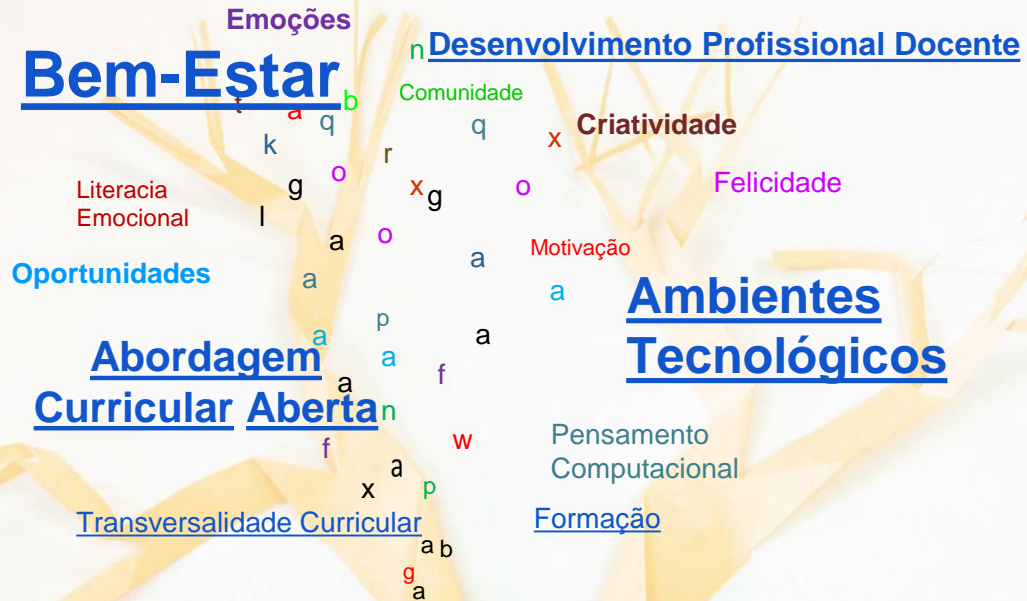 Emoções
n Desenvolvimento Profissional Docente
Bem-Estar
Comunidade
t a q b
q
x Criatividade
k
r
Literacia
Emocional
g o x g o Felicidade
l
a o Motivação
Oportunidades
a a a
Ambientes
Tecnológicos
p
a a
Abordagem
a f
a
Curricular Aberta n
f w
Pensamento
Computacional
a
x p
Transversalidade Curricular
Formação
a b
g
a